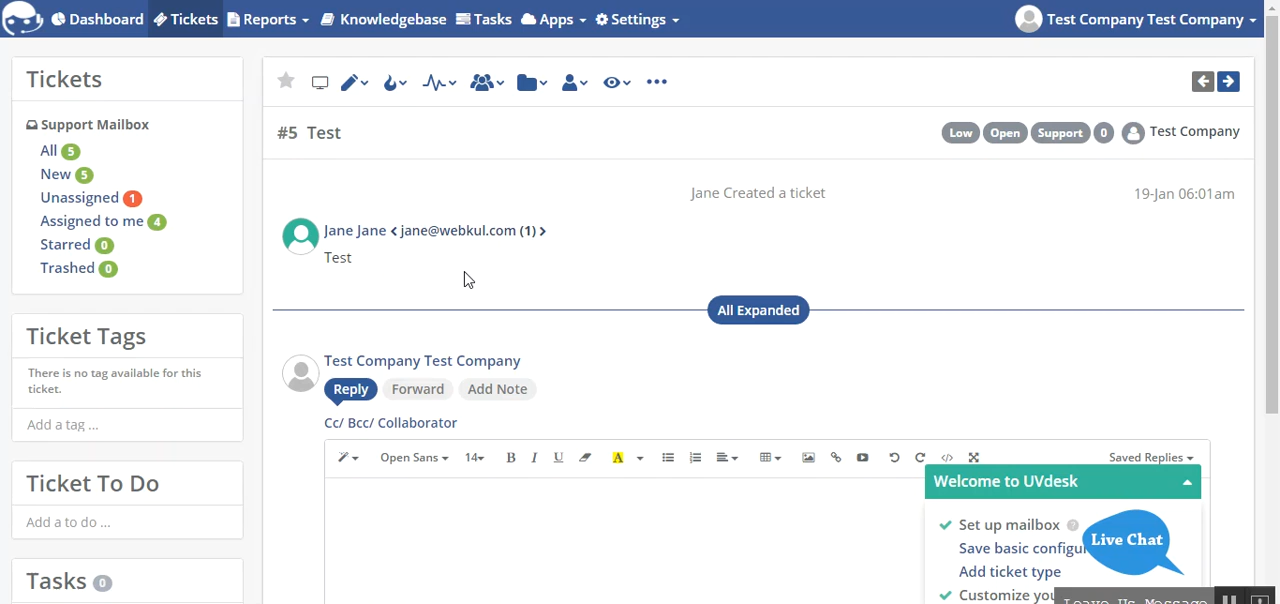 Dashboard Tickets Reports Knowledgebase Tasks Apps Settings Test Company Test Company
Tickets
Support Mailbox
All 5
New 5
Unassigned 1
Assigned to me 4
Starred 0
Trashed 0
Ticket Tags
There is no tag available for this
ticket.
Add a tag ...
Ticket To Do
Add a to do ...
Tasks 0
#5 Test
Low Open Support 0 Test Company
Jane Created a ticket 19-Jan 06:01am
Jane Jane < jane@webkul.com (1) >
Test
All Expanded
Test Company Test Company
Reply Forward Add Note
Cc/ Bcc/ Collaborator
Open Sans 14 B I U A Saved Replies
Welcome to UVdesk
Set up mailbox ?
Save basic configu
Add ticket type
Customize you
Live Chat
Leave Us Message